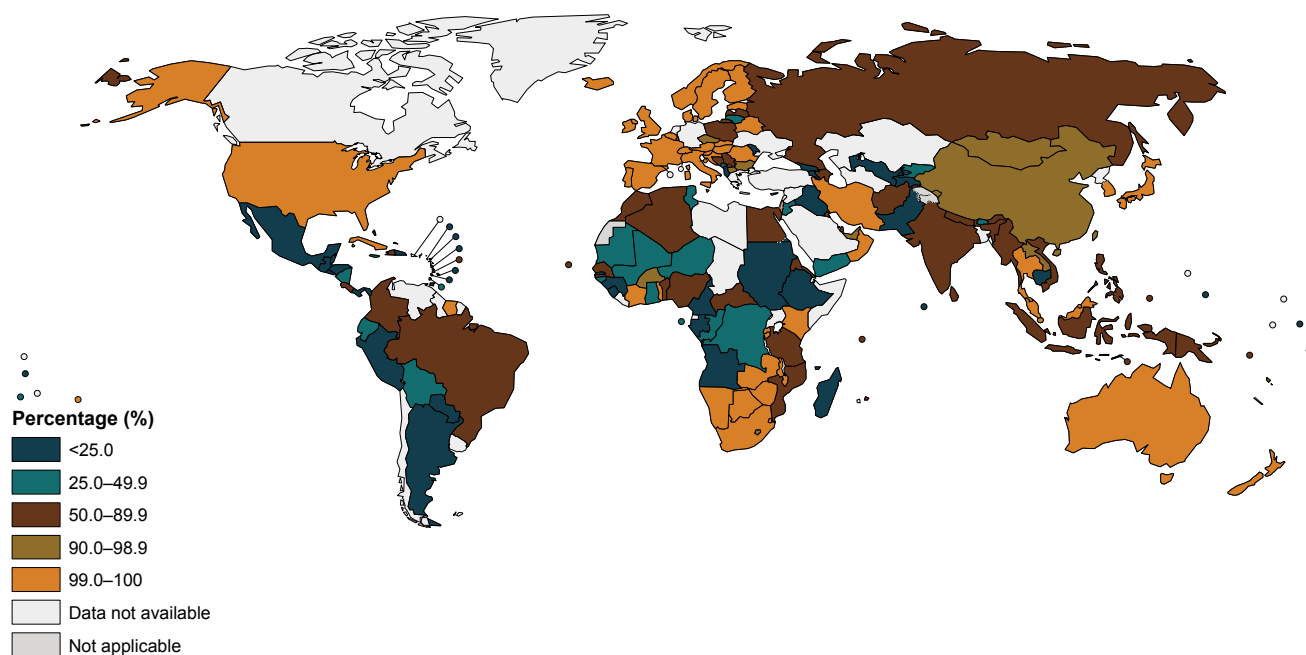 Percentage (%)
<25.0
25.0–49.9
50.0–89.9
90.0–98.9
99.0–100
Data not available
Not applicable